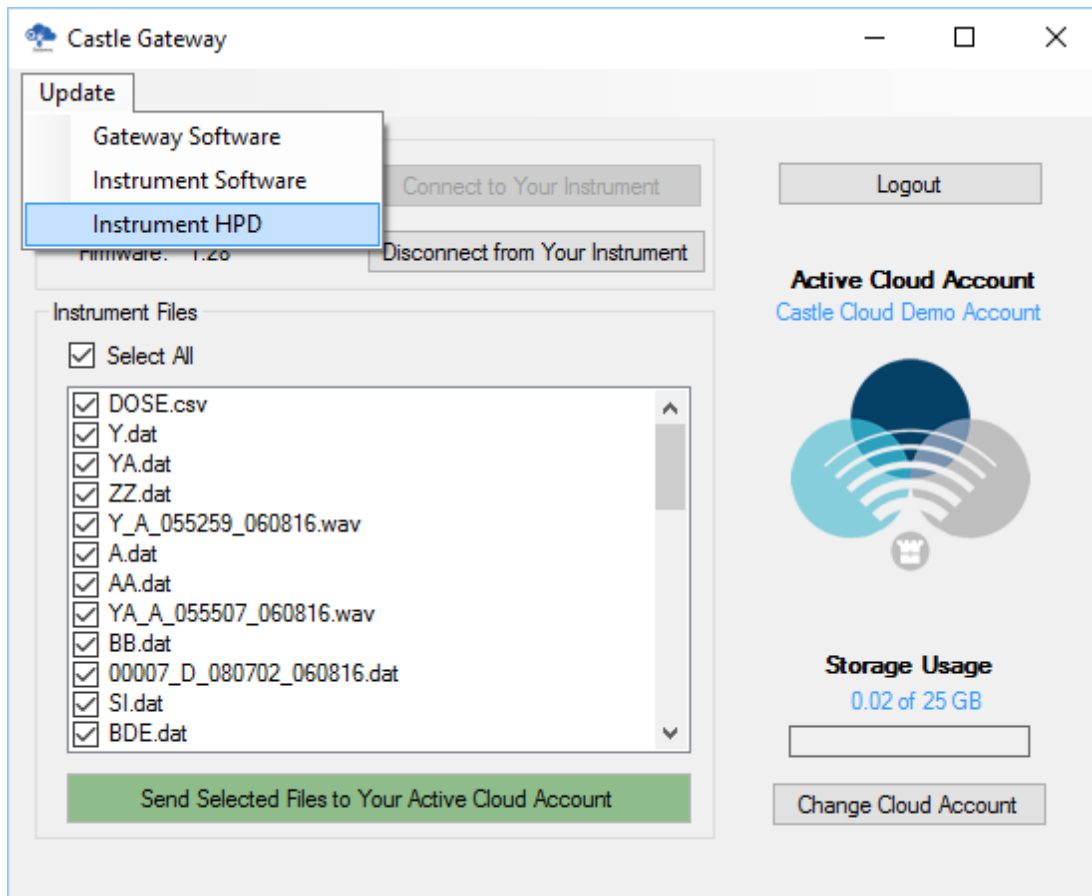 Castle Gateway
Update
Gateway Software
Instrument Software
Instrument HPD
Connect to Your Instrument
Firmware: 1.28
Disconnect from Your Instrument
Instrument Files
Select All
DOSE.csv
Y.dat
YA.dat
ZZ.dat
Y_A_055259_060816.wav
A.dat
AA.dat
YA_A_055507_060816.wav
BB.dat
00007_D_080702_060816.dat
SI.dat
BDE.dat
Send Selected Files to Your Active Cloud Account
Logout
Active Cloud Account
Castle Cloud Demo Account
Storage Usage
0.02 of 25 GB
Change Cloud Account